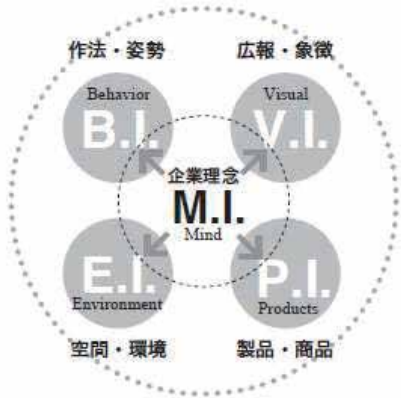 作法・姿勢
Behavior
B.I.
広報・象徴
Visual
V.I.
企業理念
M.I.
Mind
E.I.
Environment
空間・環境
P.I.
Products
製品・商品